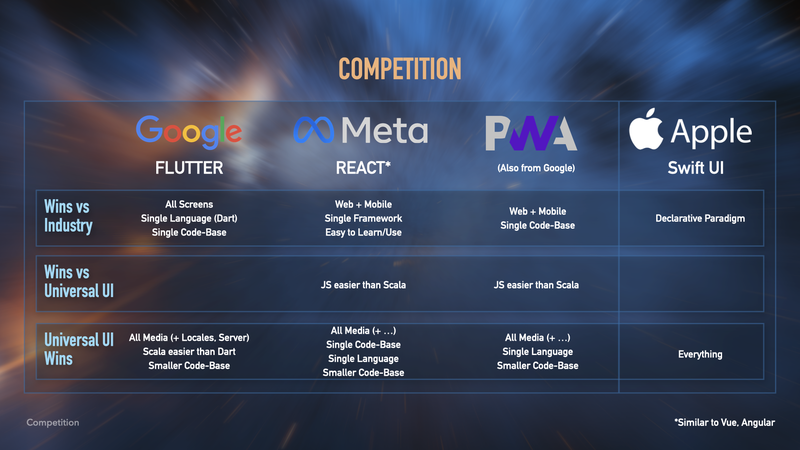 COMPETITION
Google
Meta
PWA
Apple
FLUTTER
REACT*
(Also from Google)
Swift UI
Wins vs
Industry
All Screens
Single Language (Dart)
Single Code-Base
Web + Mobile
Single Framework
Easy to Learn/Use
Web + Mobile
Single Code-Base
Declarative Paradigm
Wins vs
Universal UI
JS easier than Scala
JS easier than Scala
Universal UI
Wins
All Media (+ Locales, Server)
Scala easier than Dart
Smaller Code-Base
All Media (+ …)
Single Code-Base
Single Language
Smaller Code-Base
All Media (+ …)
Single Language
Smaller Code-Base
Everything
Competition
*Similar to Vue, Angular